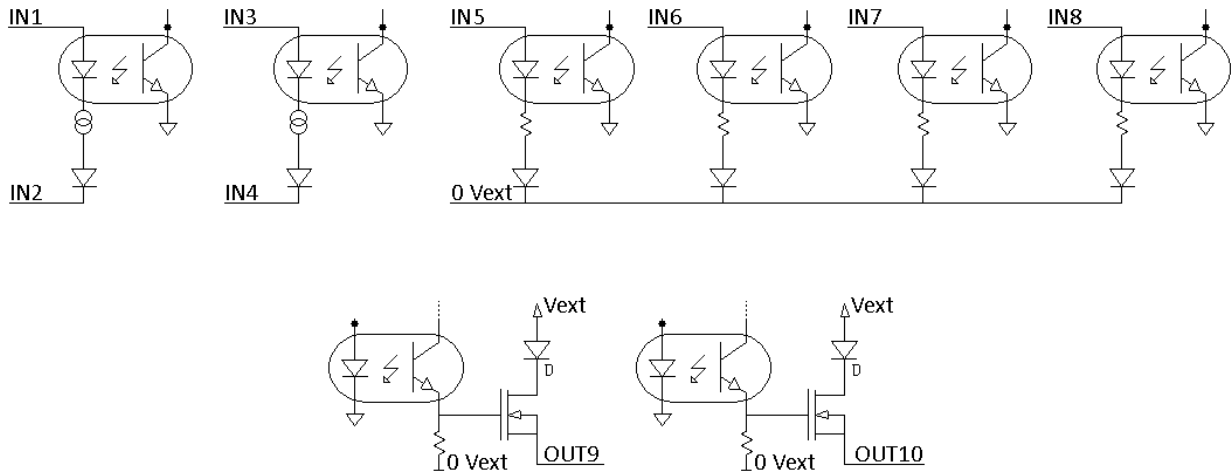 IN1
IN3
IN5
IN6
IN7
IN8
IN2
IN4
0 Vext
Vext
Vext
D
D
OUT9
OUT10
0 Vext
0 Vext